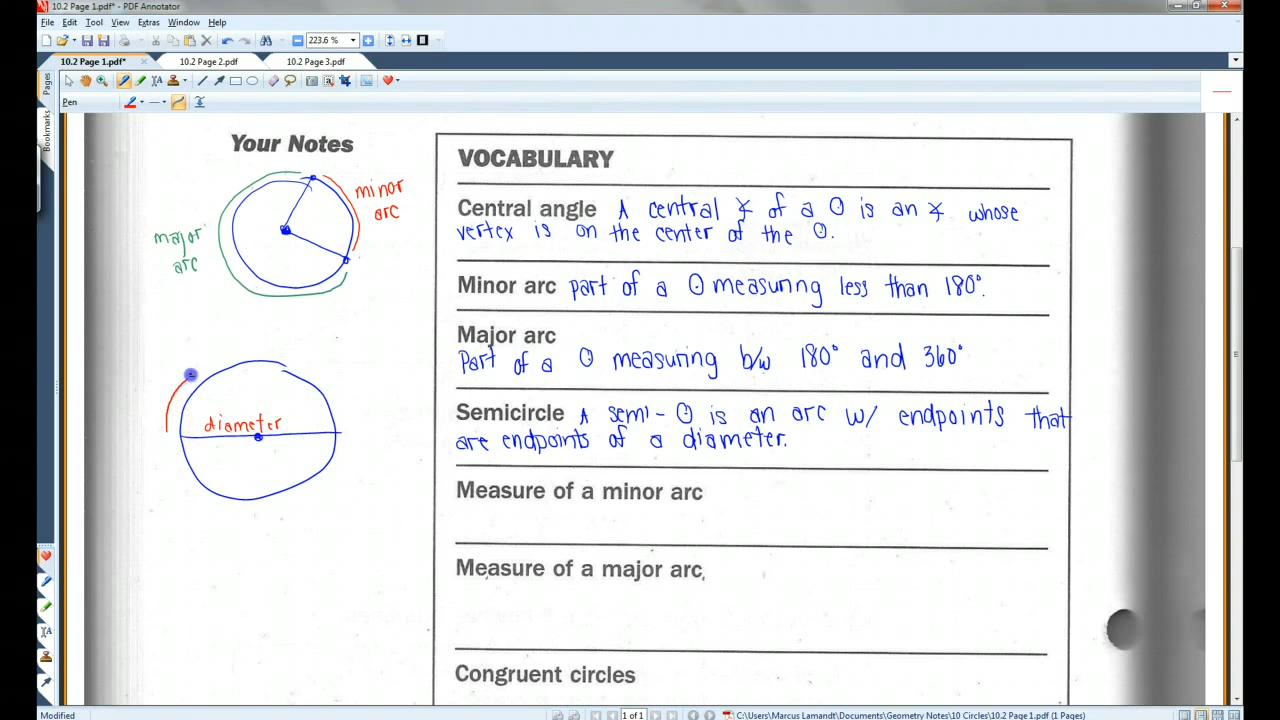 10.2 Page 1.pdf* - PDF Annotator
File Edit Tool View Extras Window Help
223.6 %
10.2 Page 1.pdf* 10.2 Page 2.pdf 10.2 Page 3.pdf
Pen
Pages
Bookmarks
Your Notes
minor
arc
major
arc
diameter
VOCABULARY
Central angle A central ∡ of a ⊙ is an ∡ whose
vertex is on the center of the ⊙.
Minor arc part of a ⊙ measuring less than 180°.
Major arc
Part of a ⊙ measuring b/w 180° and 360°
Semicircle A semi-⊙ is an arc w/ endpoints that
are endpoints of a diameter.
Measure of a minor arc
Measure of a major arc
Congruent circles
Modified
1 of 1
C:\Users\Marcus Lamandt\Documents\Geometry Notes\10 Circles\10.2 Page 1.pdf (1 Pages)